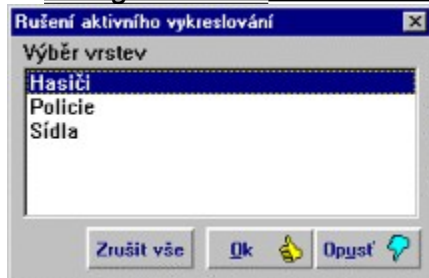 Rušení aktivního vykreslování
Výběr vrstev
Hasiči
Policie
Sídla
Zrušit vše Ok Opusť